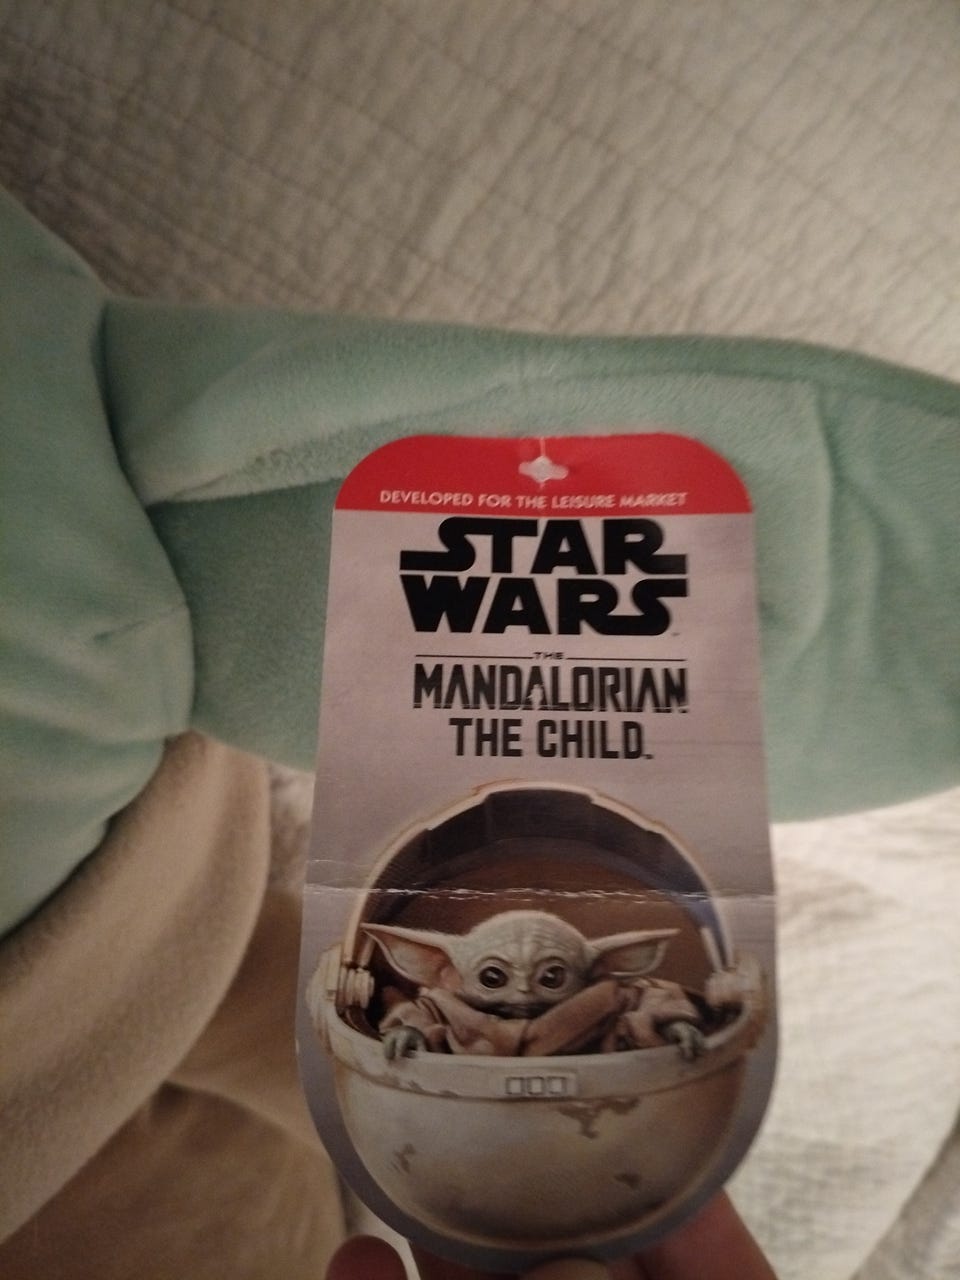 DEVELOPED FOR THE LEISURE MARKET
STAR
WARS
THE
MANDALORIAN
THE CHILD.